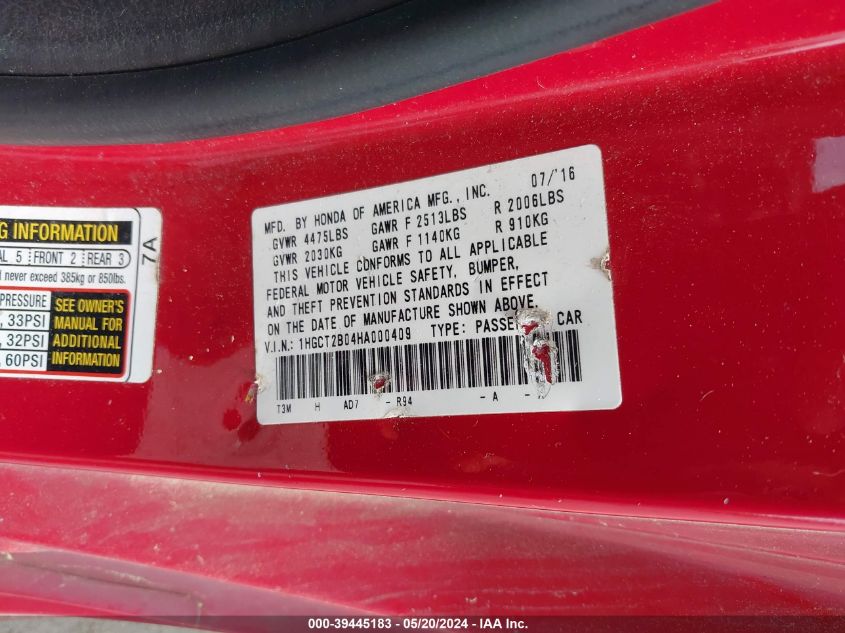 G INFORMATION
AL 5 FRONT 2 REAR 3
never exceed 385kg or 850lbs.
PRESSURE
, 33PSI
, 32PSI
, 60PSI
SEE OWNER'S
MANUAL FOR
ADDITIONAL
INFORMATION
7A
MFD. BY HONDA OF AMERICA MFG., INC. 07/'16
GVWR 4475LBS GAWR F 2513LBS R 2006LBS
GVWR 2030KG GAWR F 1140KG R 910KG
THIS VEHICLE CONFORMS TO ALL APPLICABLE
FEDERAL MOTOR VEHICLE SAFETY, BUMPER,
AND THEFT PREVENTION STANDARDS IN EFFECT
ON THE DATE OF MANUFACTURE SHOWN ABOVE.
V.I.N.: 1HGCT2B04HA000409 TYPE: PASSEN CAR
T3M H AD7 - R94 - A -
000-39445183 - 05/20/2024 - IAA Inc.